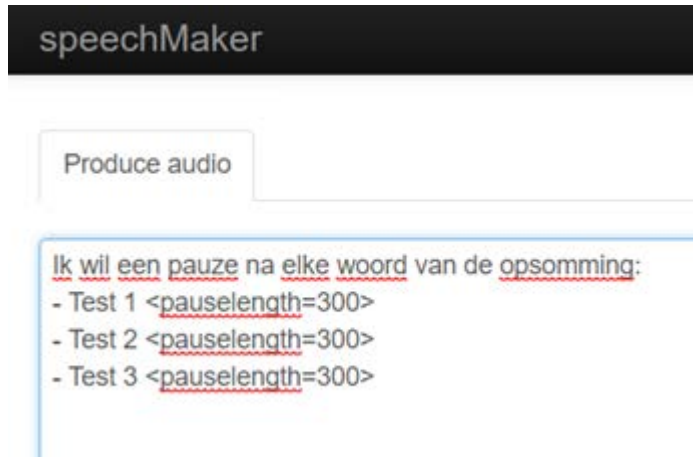 speechMaker
Produce audio
Ik wil een pauze na elke woord van de opsomming:
- Test 1 <pauselength=300>
- Test 2 <pauselength=300>
- Test 3 <pauselength=300>